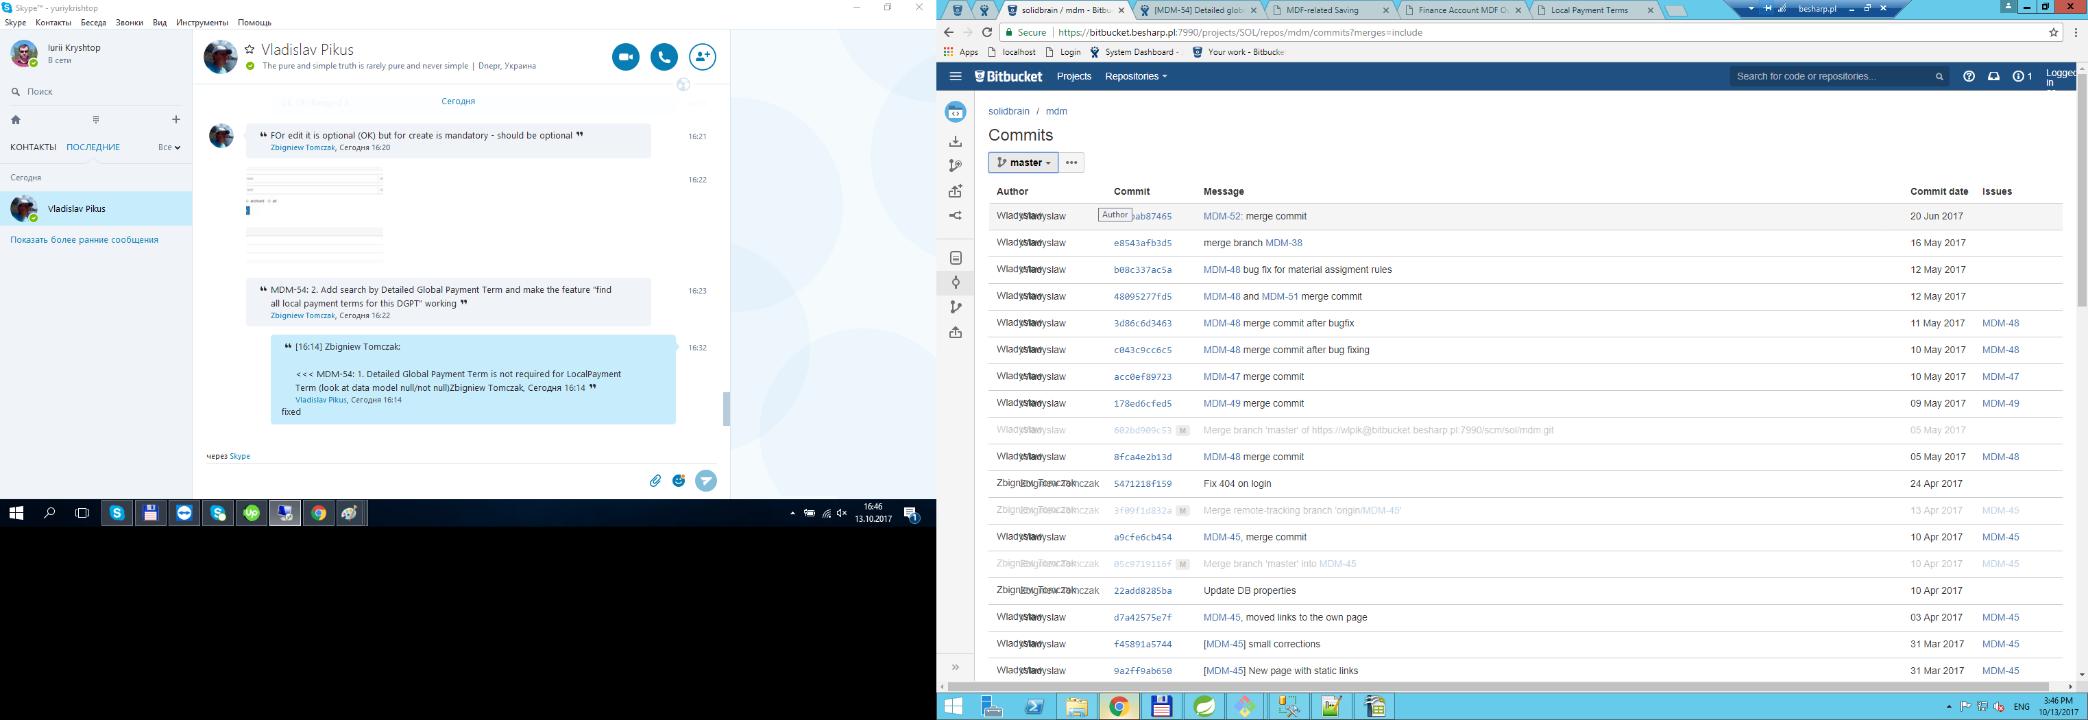 Skype™ - yuriykrishtop
Skype Контакты Беседа Звонки Вид Инструменты Помощь
Iurii Kryshtop
В сети
Поиск
КОНТАКТЫ ПОСЛЕДНИЕ Все
Сегодня
Vladislav Pikus
Показать более ранние сообщения
Vladislav Pikus
The pure and simple truth is rarely pure and never simple | Dнепr, Украина
Сегодня
FOr edit it is optional (OK) but for create is mandatory - should be optional
Zbigniew Tomczak, Сегодня 16:20
16:21
16:22
MDM-54: 2. Add search by Detailed Global Payment Term and make the feature "find
all local payment terms for this DGPT" working
Zbigniew Tomczak, Сегодня 16:22
16:23
[16:14] Zbigniew Tomczak:
<<< MDM-54: 1. Detailed Global Payment Term is not required for LocalPayment
Term (look at data model null/not null)Zbigniew Tomczak, Сегодня 16:14
Vladislav Pikus, Сегодня 16:14
fixed
16:32
через Skype
16:46
13.10.2017
1
solidbrain / mdm - Bitbu
[MDM-54] Detailed glob
MDF-related Saving
Finance Account MDF O
Local Payment Terms
besharp.pl
Secure https://bitbucket.besharp.pl:7990/projects/SOL/repos/mdm/commits?merges=include
Apps localhost Login System Dashboard - Your work - Bitbucke
Bitbucket Projects Repositories Search for code or repositories... 1 Logged in
solidbrain / mdm
Commits
master
Author Commit Message Commit date Issues
Wladyslaw Author ab87465 MDM-52: merge commit 20 Jun 2017
Wladyslaw e8543afb3d5 merge branch MDM-38 16 May 2017
Wladyslaw b08c337ac5a MDM-48 bug fix for material assigment rules 12 May 2017
Wladyslaw 48095277fd5 MDM-48 and MDM-51 merge commit 12 May 2017
Wladyslaw 3d86c6d3463 MDM-48 merge commit after bugfix 11 May 2017 MDM-48
Wladyslaw c043c9cc6c5 MDM-48 merge commit after bug fixing 10 May 2017 MDM-48
Wladyslaw acc0ef89723 MDM-47 merge commit 10 May 2017 MDM-47
Wladyslaw 178ed6cfed5 MDM-49 merge commit 09 May 2017 MDM-49
Wladyslaw 602bd909c53 M Merge branch 'master' of https://wlpik@bitbucket.besharp.pl:7990/scm/sol/mdm.git 05 May 2017
Wladyslaw 8fca4e2b13d MDM-48 merge commit 05 May 2017 MDM-48
Zbigniew Tomczak 5471218f159 Fix 404 on login 24 Apr 2017
Zbigniew Tomczak 3f09f1d832a M Merge remote-tracking branch 'origin/MDM-45' 13 Apr 2017 MDM-45
Wladyslaw a9cfe6cb454 MDM-45, merge commit 10 Apr 2017 MDM-45
Zbigniew Tomczak 05c9719116f M Merge branch 'master' into MDM-45 10 Apr 2017 MDM-45
Zbigniew Tomczak 22add8285ba Update DB properties 10 Apr 2017
Wladyslaw d7a42575e7f MDM-45, moved links to the own page 03 Apr 2017 MDM-45
Wladyslaw f45891a5744 [MDM-45] small corrections 31 Mar 2017 MDM-45
Wladyslaw 9a2ff9ab650 [MDM-45] New page with static links 31 Mar 2017 MDM-45
ENG
3:46 PM
10/13/2017